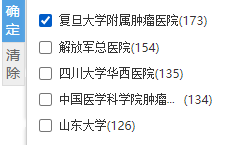 确定
清除
复旦大学附属肿瘤医院(173)
解放军总医院(154)
四川大学华西医院(135)
中国医学科学院肿瘤... (134)
山东大学(126)